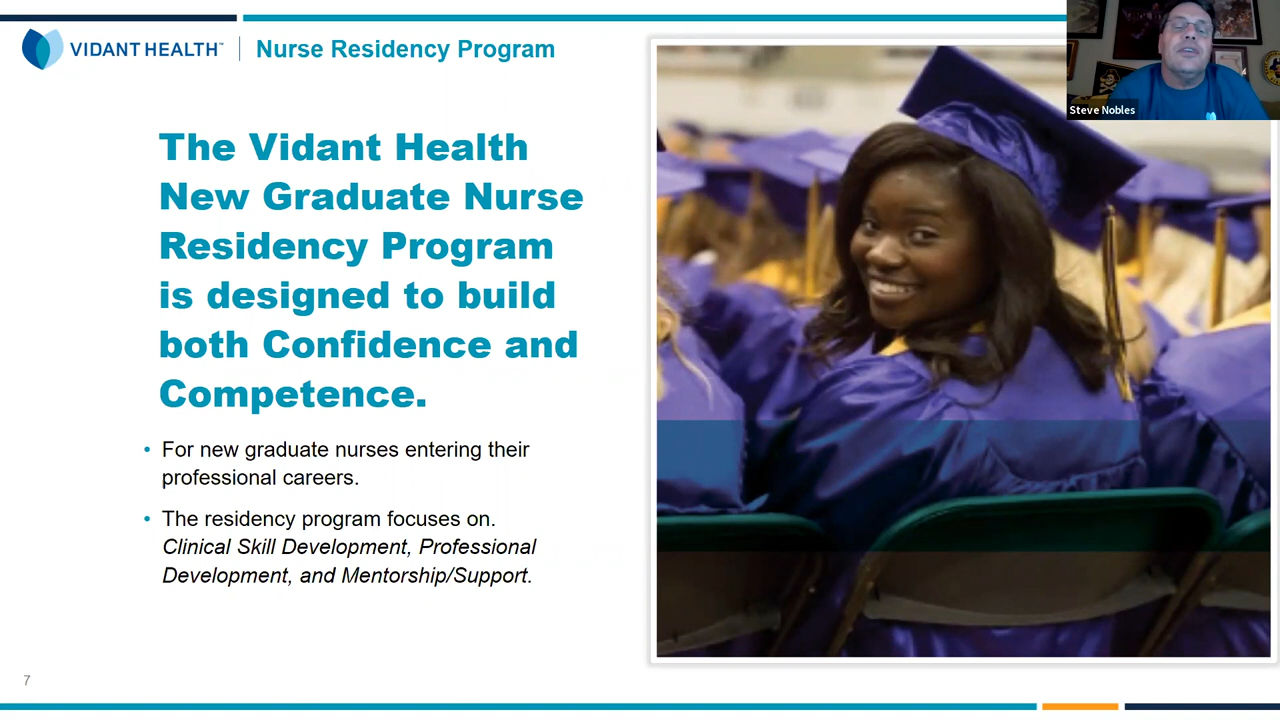 VIDANT HEALTH™
Nurse Residency Program
Steve Nobles
The Vidant Health
New Graduate Nurse
Residency Program
is designed to build
both Confidence and
Competence.
• For new graduate nurses entering their
professional careers.
• The residency program focuses on.
Clinical Skill Development, Professional
Development, and Mentorship/Support.
7